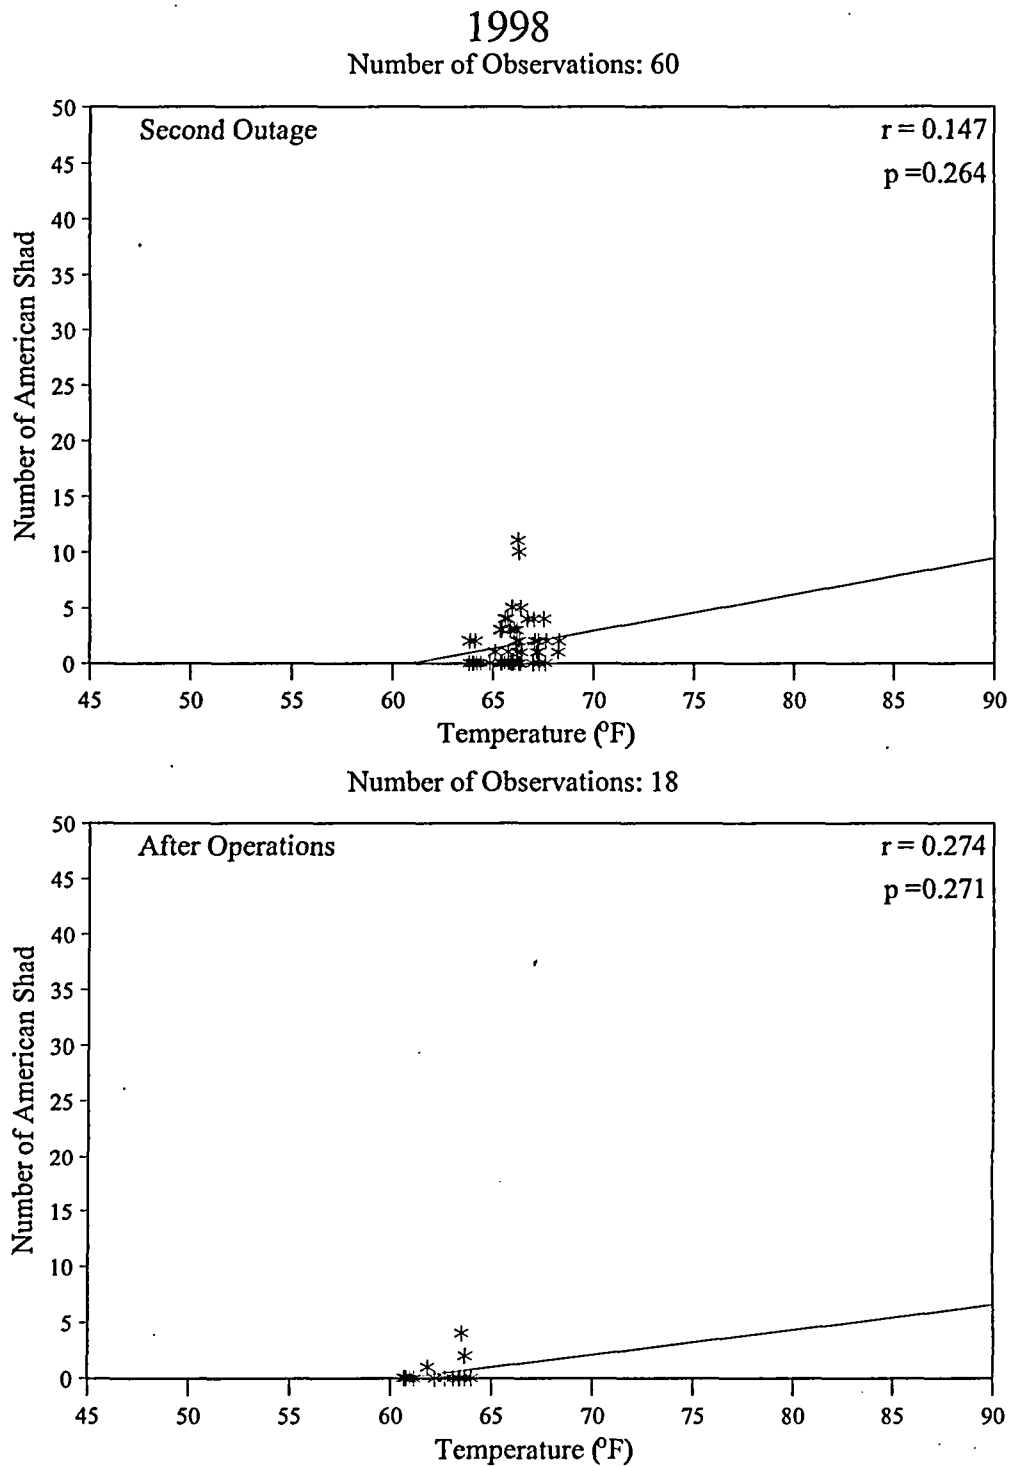 1998
Number of Observations: 60
50
Second Outage
r = 0.147
45
p =0.264
40
35
30
25
20
15
10
5
0
Number of American Shad
45 50 55 60 65 70 75 80 85 90
Temperature (ºF)
Number of Observations: 18
50
After Operations
r = 0.274
45
p =0.271
40
35
30
25
20
15
10
5
0
Number of American Shad
45 50 55 60 65 70 75 80 85 90
Temperature (ºF)